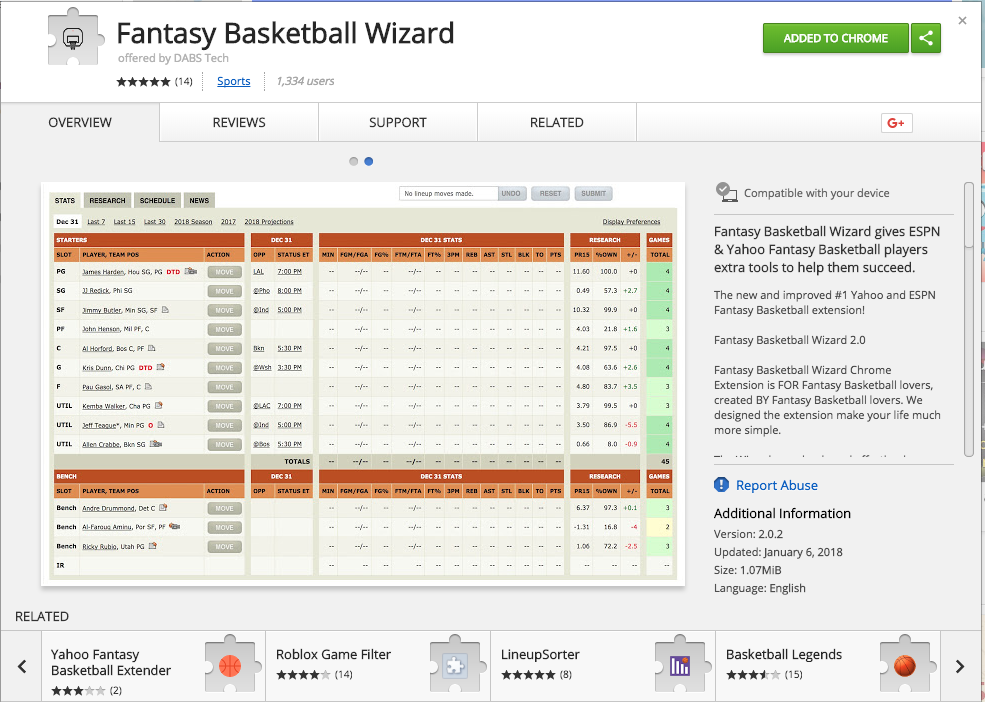 Fantasy Basketball Wizard
offered by DABS Tech
(14) Sports 1,334 users
ADDED TO CHROME
OVERVIEW REVIEWS SUPPORT RELATED
G+
STATS RESEARCH SCHEDULE NEWS No lineup moves made. UNDO RESET SUBMIT
Dec 31 Last 7 Last 15 Last 30 2018 Season 2017 2018 Projections Display Preferences
STARTERS DEC 31 DEC 31 STATS RESEARCH GAMES
SLOT PLAYER, TEAM POS ACTION OPP STATUS ET MIN FGM/FGA FG% FTM/FTA FT% 3PM REB AST STL BLK TO PTS PR15 %OWN +/- TOTAL
PG James Harden, Hou SG, PG DTD MOVE LAL 7:00 PM -- --/-- -- --/-- -- -- -- -- -- -- -- -- 11.60 100.0 +0 4
SG JJ Redick, Phi SG MOVE @Pho 8:00 PM -- --/-- -- --/-- -- -- -- -- -- -- -- -- 0.49 57.3 +2.7 4
SF Jimmy Butler, Min SG, SF MOVE @Ind 5:00 PM -- --/-- -- --/-- -- -- -- -- -- -- -- -- 10.32 99.9 +0 4
PF John Henson, Mil PF, C MOVE -- --/-- -- --/-- -- -- -- -- -- -- -- -- 4.03 21.8 +1.6 3
C Al Horford, Bos C, PF MOVE Bkn 5:30 PM -- --/-- -- --/-- -- -- -- -- -- -- -- -- 4.21 97.5 +0 4
G Kris Dunn, Chi PG DTD MOVE @Wsh 3:30 PM -- --/-- -- --/-- -- -- -- -- -- -- -- -- 4.08 63.6 +2.6 4
F Pau Gasol, SA PF, C MOVE -- --/-- -- --/-- -- -- -- -- -- -- -- -- 4.80 83.7 +3.5 3
UTIL Kemba Walker, Cha PG MOVE @LAC 7:00 PM -- --/-- -- --/-- -- -- -- -- -- -- -- -- 3.79 99.5 +0 3
UTIL Jeff Teague*, Min PG O MOVE @Ind 5:00 PM -- --/-- -- --/-- -- -- -- -- -- -- -- -- 3.50 86.9 -5.5 4
UTIL Allen Crabbe, Bkn SG MOVE @Bos 5:30 PM -- --/-- -- --/-- -- -- -- -- -- -- -- -- 0.66 8.0 -0.9 4
TOTALS -- --/-- -- --/-- -- -- -- -- -- -- -- -- 45
BENCH DEC 31 DEC 31 STATS RESEARCH GAMES
SLOT PLAYER, TEAM POS ACTION OPP STATUS ET MIN FGM/FGA FG% FTM/FTA FT% 3PM REB AST STL BLK TO PTS PR15 %OWN +/- TOTAL
Bench Andre Drummond, Det C MOVE -- --/-- -- --/-- -- -- -- -- -- -- -- -- 6.37 97.3 +0.1 3
Bench Al-Farouq Aminu, Por SF, PF MOVE -- --/-- -- --/-- -- -- -- -- -- -- -- -- -1.31 16.8 -4 2
Bench Ricky Rubio, Utah PG MOVE -- --/-- -- --/-- -- -- -- -- -- -- -- -- 1.06 72.2 -2.5 3
IR -- --/-- -- --/-- -- -- -- -- -- -- -- -- -- -- -- --
Compatible with your device
Fantasy Basketball Wizard gives ESPN
& Yahoo Fantasy Basketball players
extra tools to help them succeed.
The new and improved #1 Yahoo and ESPN
Fantasy Basketball extension!
Fantasy Basketball Wizard 2.0
Fantasy Basketball Wizard Chrome
Extension is FOR Fantasy Basketball lovers,
created BY Fantasy Basketball lovers. We
designed the extension make your life much
more simple.
Report Abuse
Additional Information
Version: 2.0.2
Updated: January 6, 2018
Size: 1.07MiB
Language: English
RELATED
Yahoo Fantasy
Basketball Extender
(2)
Roblox Game Filter
(14)
LineupSorter
(8)
Basketball Legends
(15)